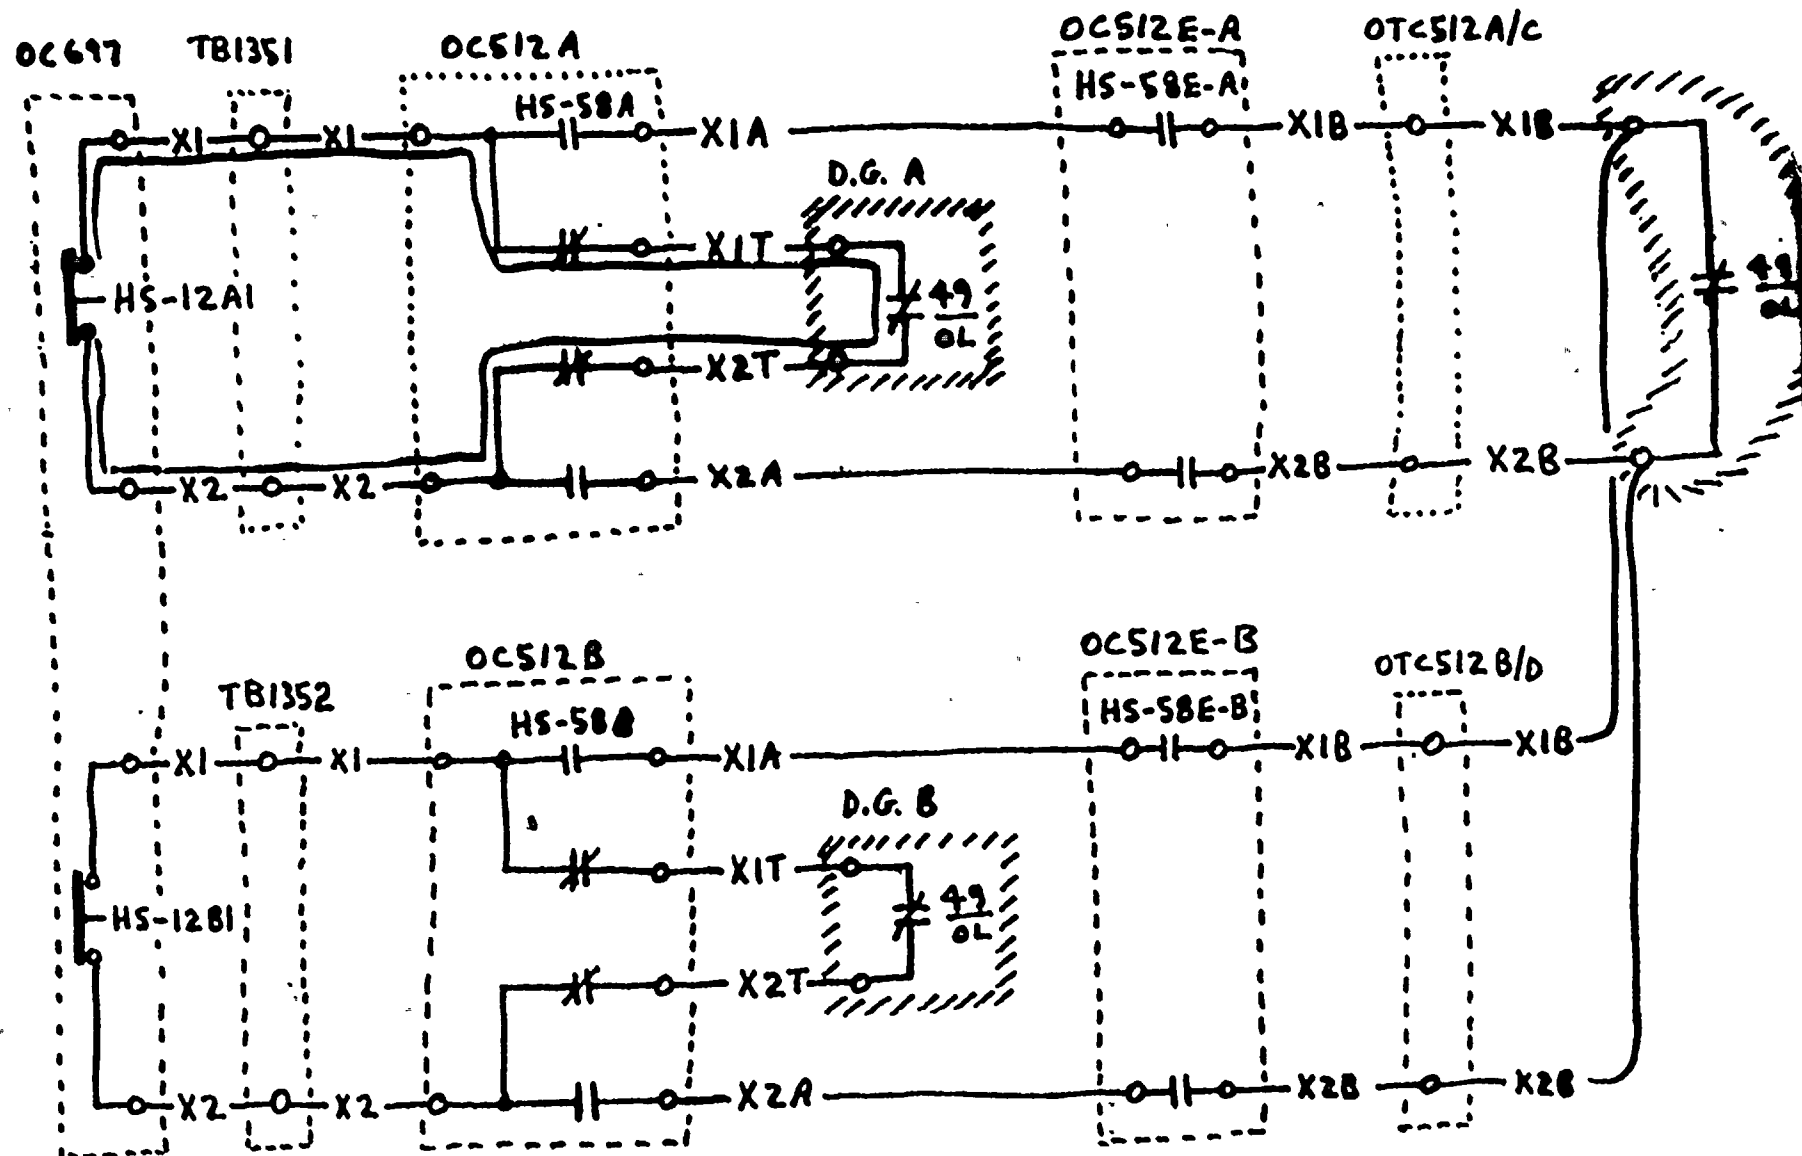 OC697
TB1351
OC512A
OC512E-A
OTC512A/C
HS-58A
HS-58E-A
X1
X1
X1A
X1B
X1B
D.G. A
X1T
HS-12A1
49
OL
49
OL
X2T
X2
X2
X2A
X2B
X2B
OC512B
OC512E-B
OTC512B/D
TB1352
HS-58B
HS-58E-B
X1
X1
X1A
X1B
X1B
D.G. B
X1T
HS-12B1
49
OL
X2T
X2
X2
X2A
X2B
X2B